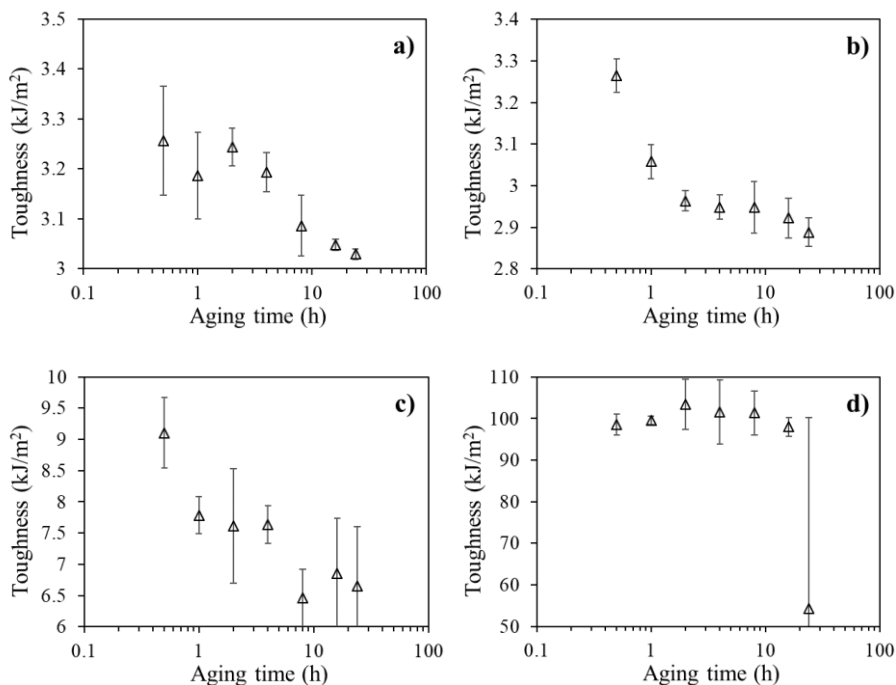 a)
Toughness (kJ/m²)
3.5
3.4
3.3
3.2
3.1
3
0.1 1 10 100
Aging time (h)
b)
Toughness (kJ/m²)
3.4
3.3
3.2
3.1
3
2.9
2.8
0.1 1 10 100
Aging time (h)
c)
Toughness (kJ/m²)
10
9.5
9
8.5
8
7.5
7
6.5
6
0.1 1 10 100
Aging time (h)
d)
Toughness (kJ/m²)
110
100
90
80
70
60
50
0.1 1 10 100
Aging time (h)